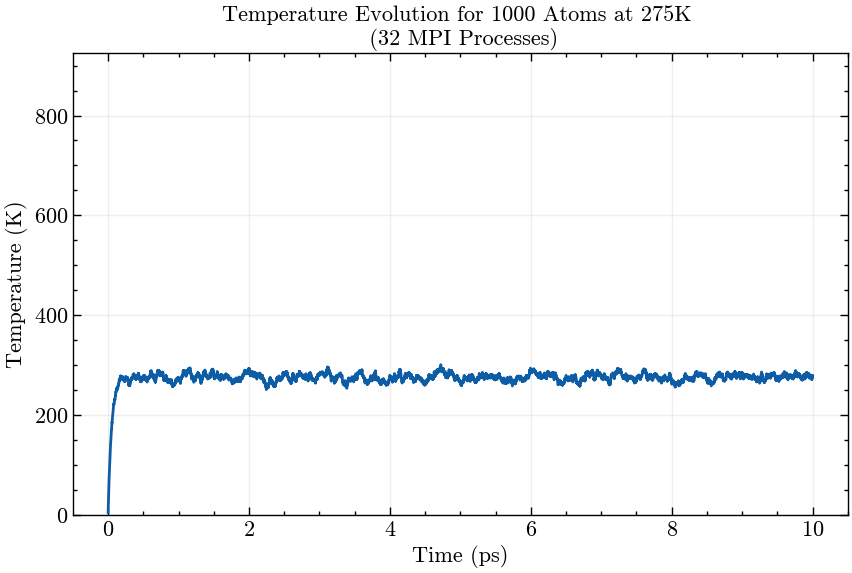 Temperature Evolution for 1000 Atoms at 275K
(32 MPI Processes)
Temperature (K)
800
600
400
200
0
0 2 4 6 8 10
Time (ps)